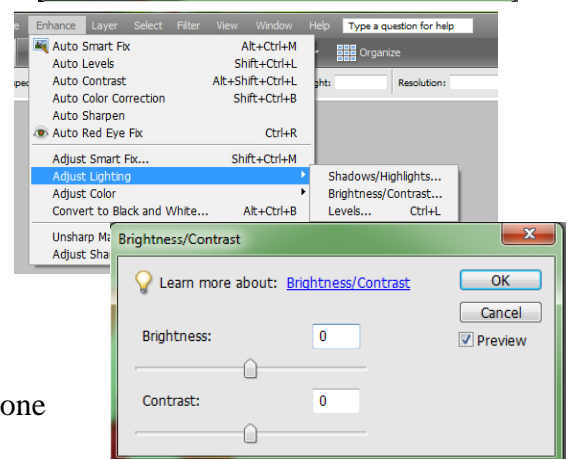 Enhance Layer Select Filter View Window Help Type a question for help
Auto Smart Fix Alt+Ctrl+M
Organize
Auto Levels Shift+Ctrl+L
Auto Contrast Alt+Shift+Ctrl+L Resolution:
Auto Color Correction Shift+Ctrl+B
Auto Sharpen
Auto Red Eye Fix Ctrl+R
Adjust Smart Fix... Shift+Ctrl+M
Adjust Lighting Shadows/Highlights...
Adjust Color Brightness/Contrast...
Convert to Black and White... Alt+Ctrl+B Levels... Ctrl+L
Unsharp Ma
Adjust Sha
Brightness/Contrast
Learn more about: Brightness/Contrast OK
Cancel
Brightness: 0 Preview
Contrast: 0
one